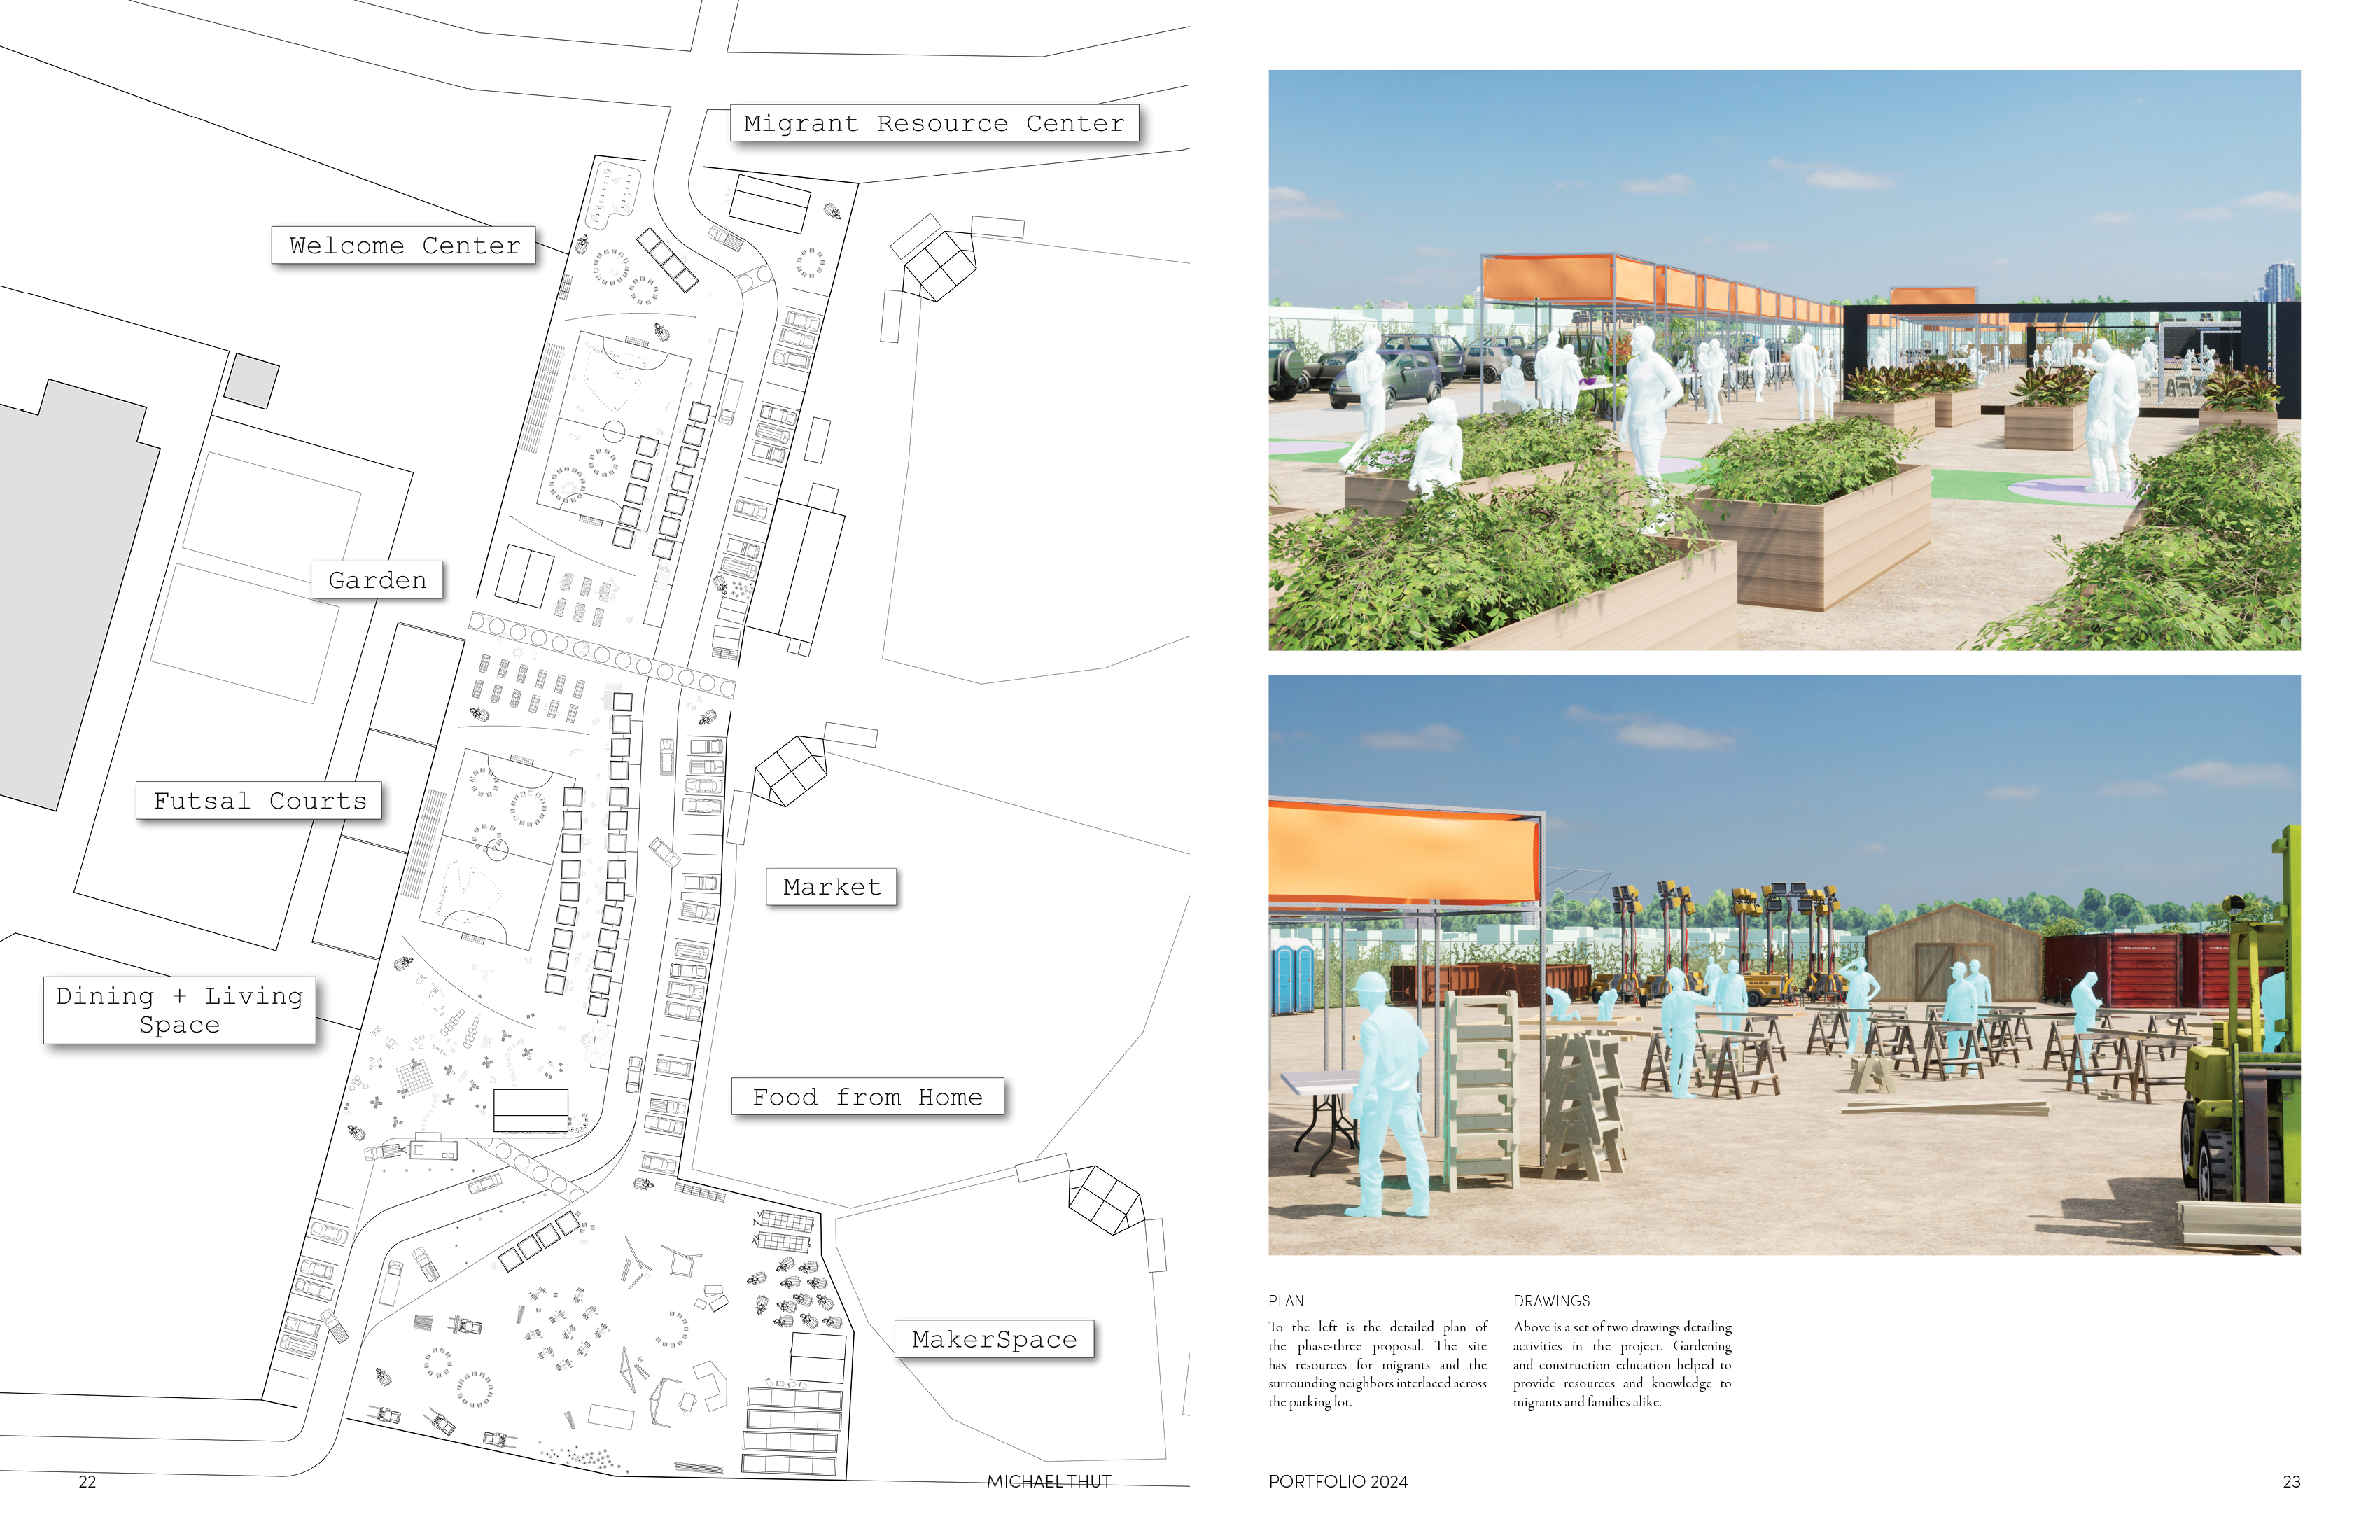 Migrant Resource Center
Welcome Center
Garden
Futsal Courts
Market
Dining + Living
Space
Food from Home
MakerSpace
22
MICHAEL THUT
PLAN
To the left is the detailed plan of
the phase-three proposal. The site
has resources for migrants and the
surrounding neighbors interlaced across
the parking lot.
DRAWINGS
Above is a set of two drawings detailing
activities in the project. Gardening
and construction education helped to
provide resources and knowledge to
migrants and families alike.
PORTFOLIO 2024
23